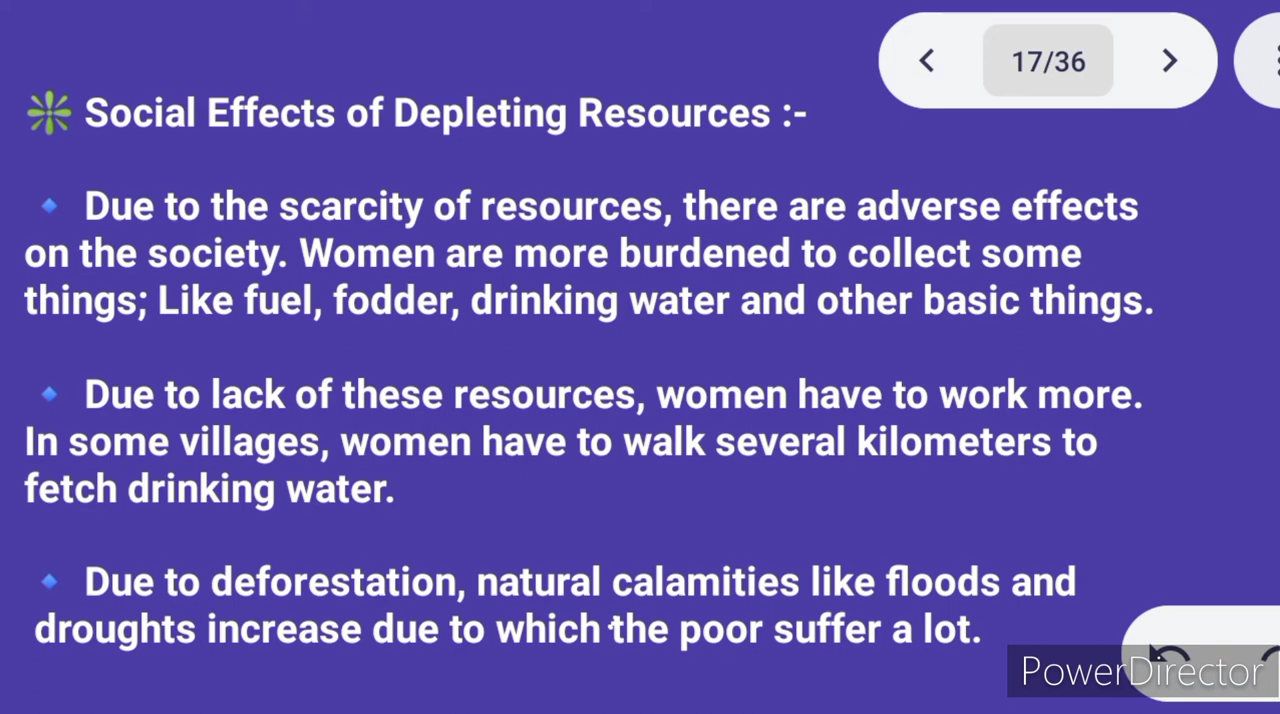 17/36
Social Effects of Depleting Resources :-
Due to the scarcity of resources, there are adverse effects
on the society. Women are more burdened to collect some
things; Like fuel, fodder, drinking water and other basic things.
Due to lack of these resources, women have to work more.
In some villages, women have to walk several kilometers to
fetch drinking water.
Due to deforestation, natural calamities like floods and
droughts increase due to which the poor suffer a lot.
PowerDirector